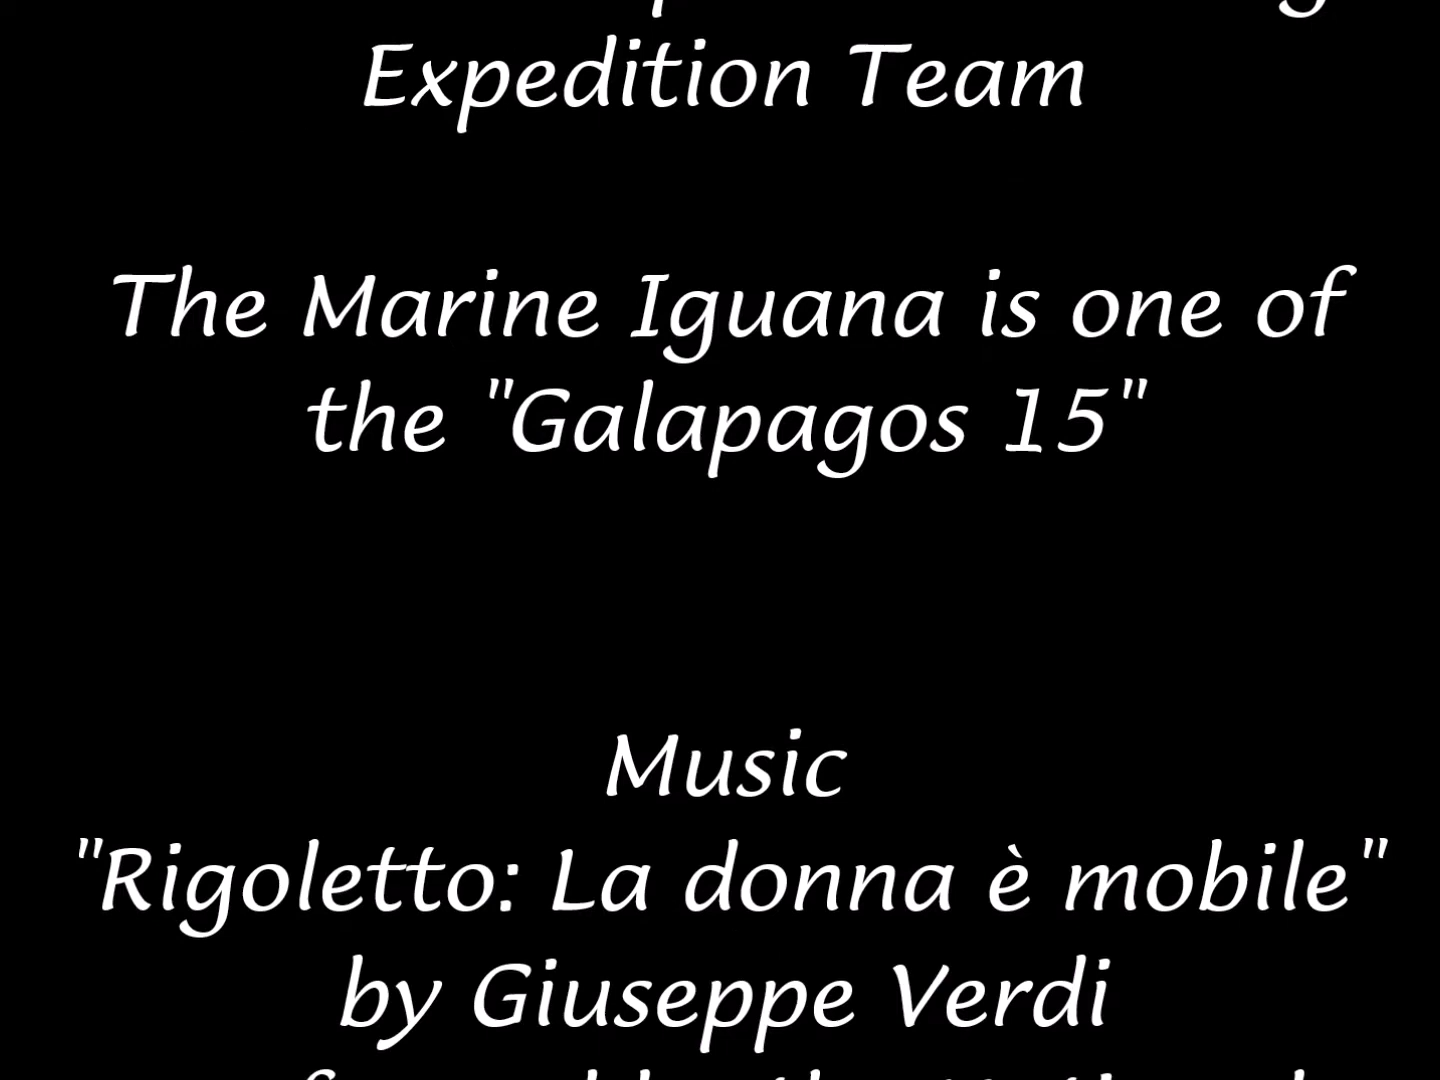 Expedition Team
The Marine Iguana is one of
the "Galapagos 15"
Music
"Rigoletto: La donna è mobile"
by Giuseppe Verdi